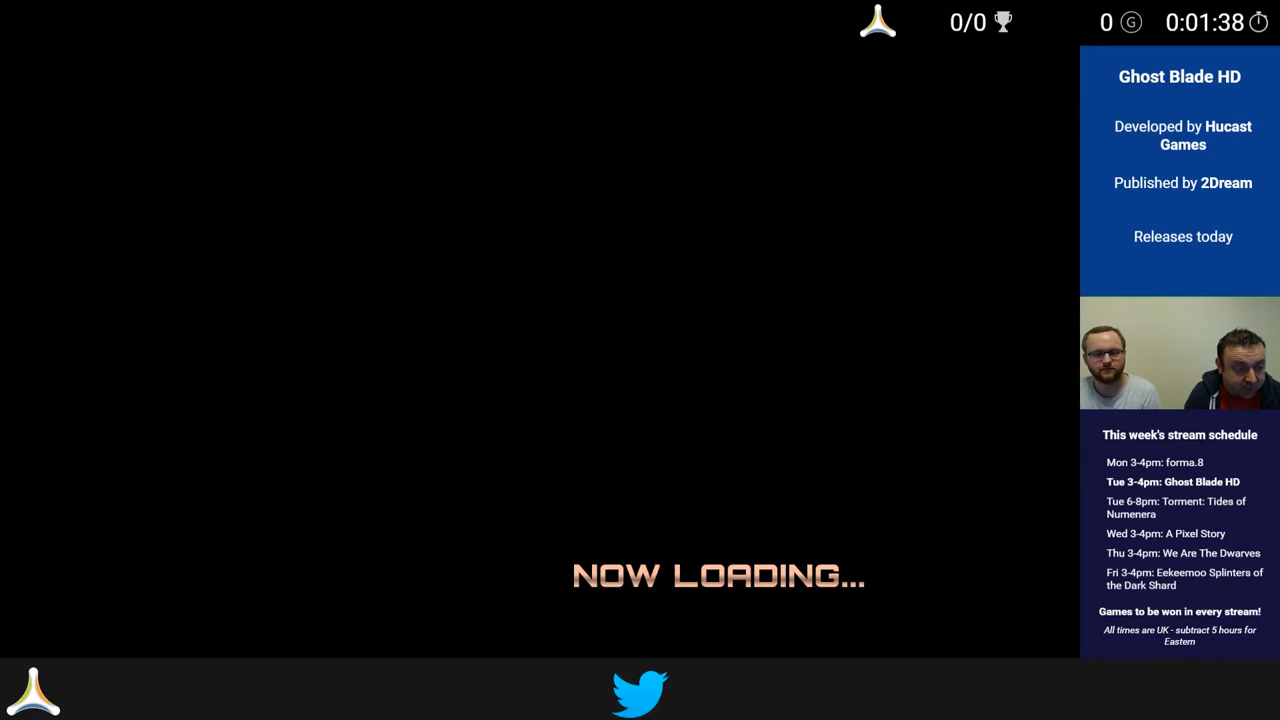 0/0
0 G
0:01:38
Ghost Blade HD
Developed by Hucast
Games
Published by 2Dream
Releases today
NOW LOADING...
This week's stream schedule
Mon 3-4pm: forma.8
Tue 3-4pm: Ghost Blade HD
Tue 6-8pm: Torment: Tides of
Numenera
Wed 3-4pm: A Pixel Story
Thu 3-4pm: We Are The Dwarves
Fri 3-4pm: Eekeemoo Splinters of
the Dark Shard
Games to be won in every stream!
All times are UK - subtract 5 hours for
Eastern